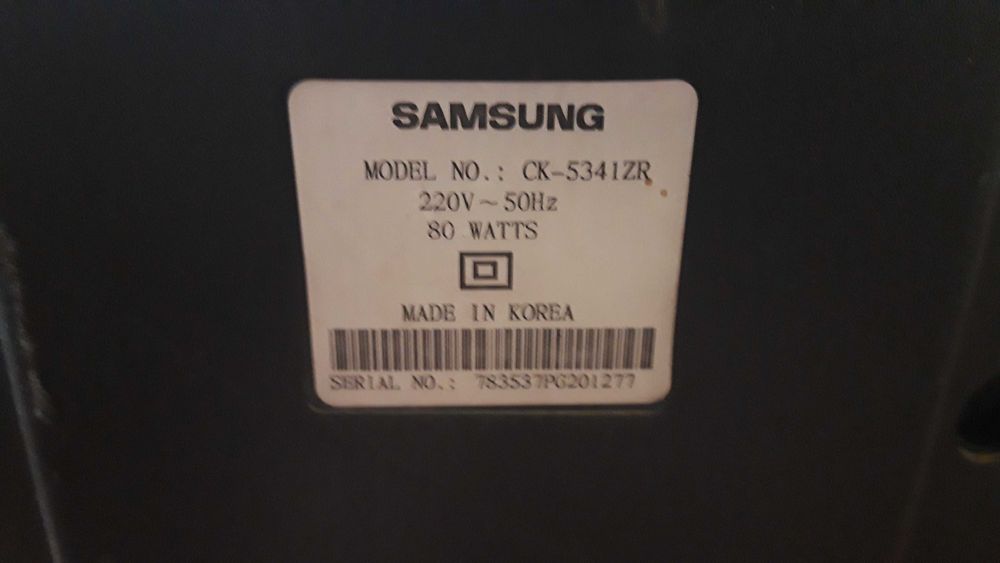 SAMSUNG
MODEL NO.: CK-5341ZR
220V~50Hz
80 WATTS
MADE IN KOREA
SERIAL NO.: 783537PG201277